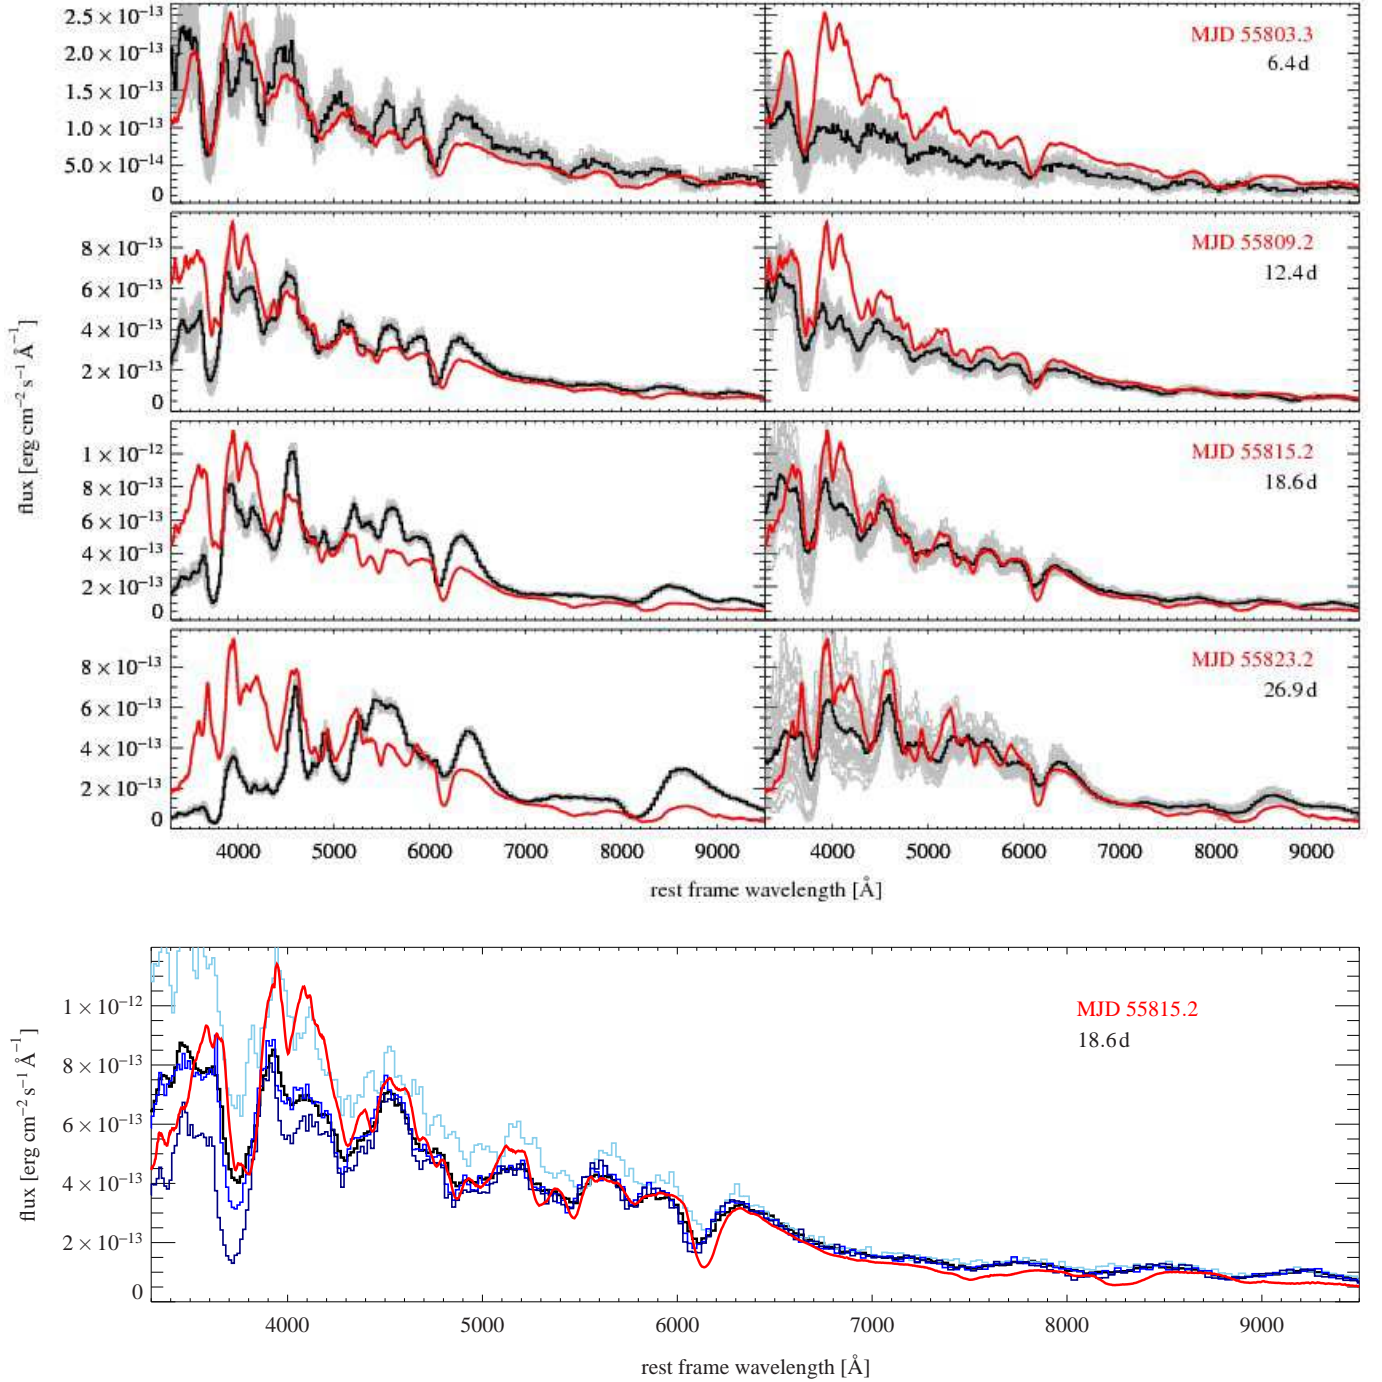 2.5 × 10⁻¹³
2.0 × 10⁻¹³
1.5 × 10⁻¹³
1.0 × 10⁻¹³
5.0 × 10⁻¹⁴
0
MJD 55803.3
6.4 d
8 × 10⁻¹³
6 × 10⁻¹³
4 × 10⁻¹³
2 × 10⁻¹³
0
MJD 55809.2
12.4 d
flux [erg cm⁻² s⁻¹ Å⁻¹]
1 × 10⁻¹²
8 × 10⁻¹³
6 × 10⁻¹³
4 × 10⁻¹³
2 × 10⁻¹³
0
MJD 55815.2
18.6 d
8 × 10⁻¹³
6 × 10⁻¹³
4 × 10⁻¹³
2 × 10⁻¹³
0
MJD 55823.2
26.9 d
4000 5000 6000 7000 8000 9000 4000 5000 6000 7000 8000 9000
rest frame wavelength [Å]
1 × 10⁻¹²
8 × 10⁻¹³
6 × 10⁻¹³
4 × 10⁻¹³
2 × 10⁻¹³
0
flux [erg cm⁻² s⁻¹ Å⁻¹]
MJD 55815.2
18.6 d
4000 5000 6000 7000 8000 9000
rest frame wavelength [Å]